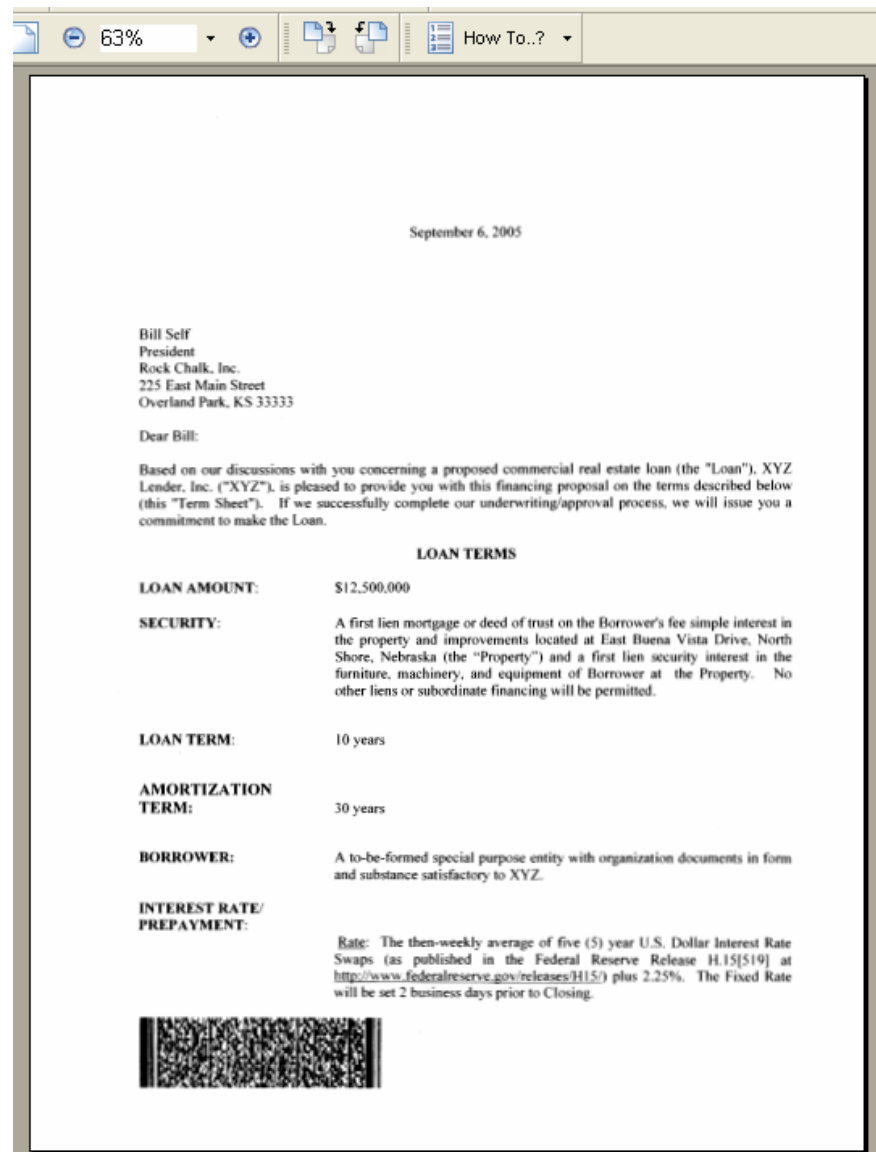 63%
How To..?
September 6, 2005
Bill Self
President
Rock Chalk, Inc.
225 East Main Street
Overland Park, KS 33333
Dear Bill:
Based on our discussions with you concerning a proposed commercial real estate loan (the "Loan"), XYZ
Lender, Inc. ("XYZ"), is pleased to provide you with this financing proposal on the terms described below
(this "Term Sheet"). If we successfully complete our underwriting/approval process, we will issue you a
commitment to make the Loan.
LOAN TERMS
LOAN AMOUNT: $12,500,000
SECURITY: A first lien mortgage or deed of trust on the Borrower's fee simple interest in
the property and improvements located at East Buena Vista Drive, North
Shore, Nebraska (the “Property”) and a first lien security interest in the
furniture, machinery, and equipment of Borrower at the Property. No
other liens or subordinate financing will be permitted.
LOAN TERM: 10 years
AMORTIZATION
TERM: 30 years
BORROWER: A to-be-formed special purpose entity with organization documents in form
and substance satisfactory to XYZ.
INTEREST RATE/
PREPAYMENT:
Rate: The then-weekly average of five (5) year U.S. Dollar Interest Rate
Swaps (as published in the Federal Reserve Release H.15[519] at
http://www.federalreserve.gov/releases/H15/) plus 2.25%. The Fixed Rate
will be set 2 business days prior to Closing.